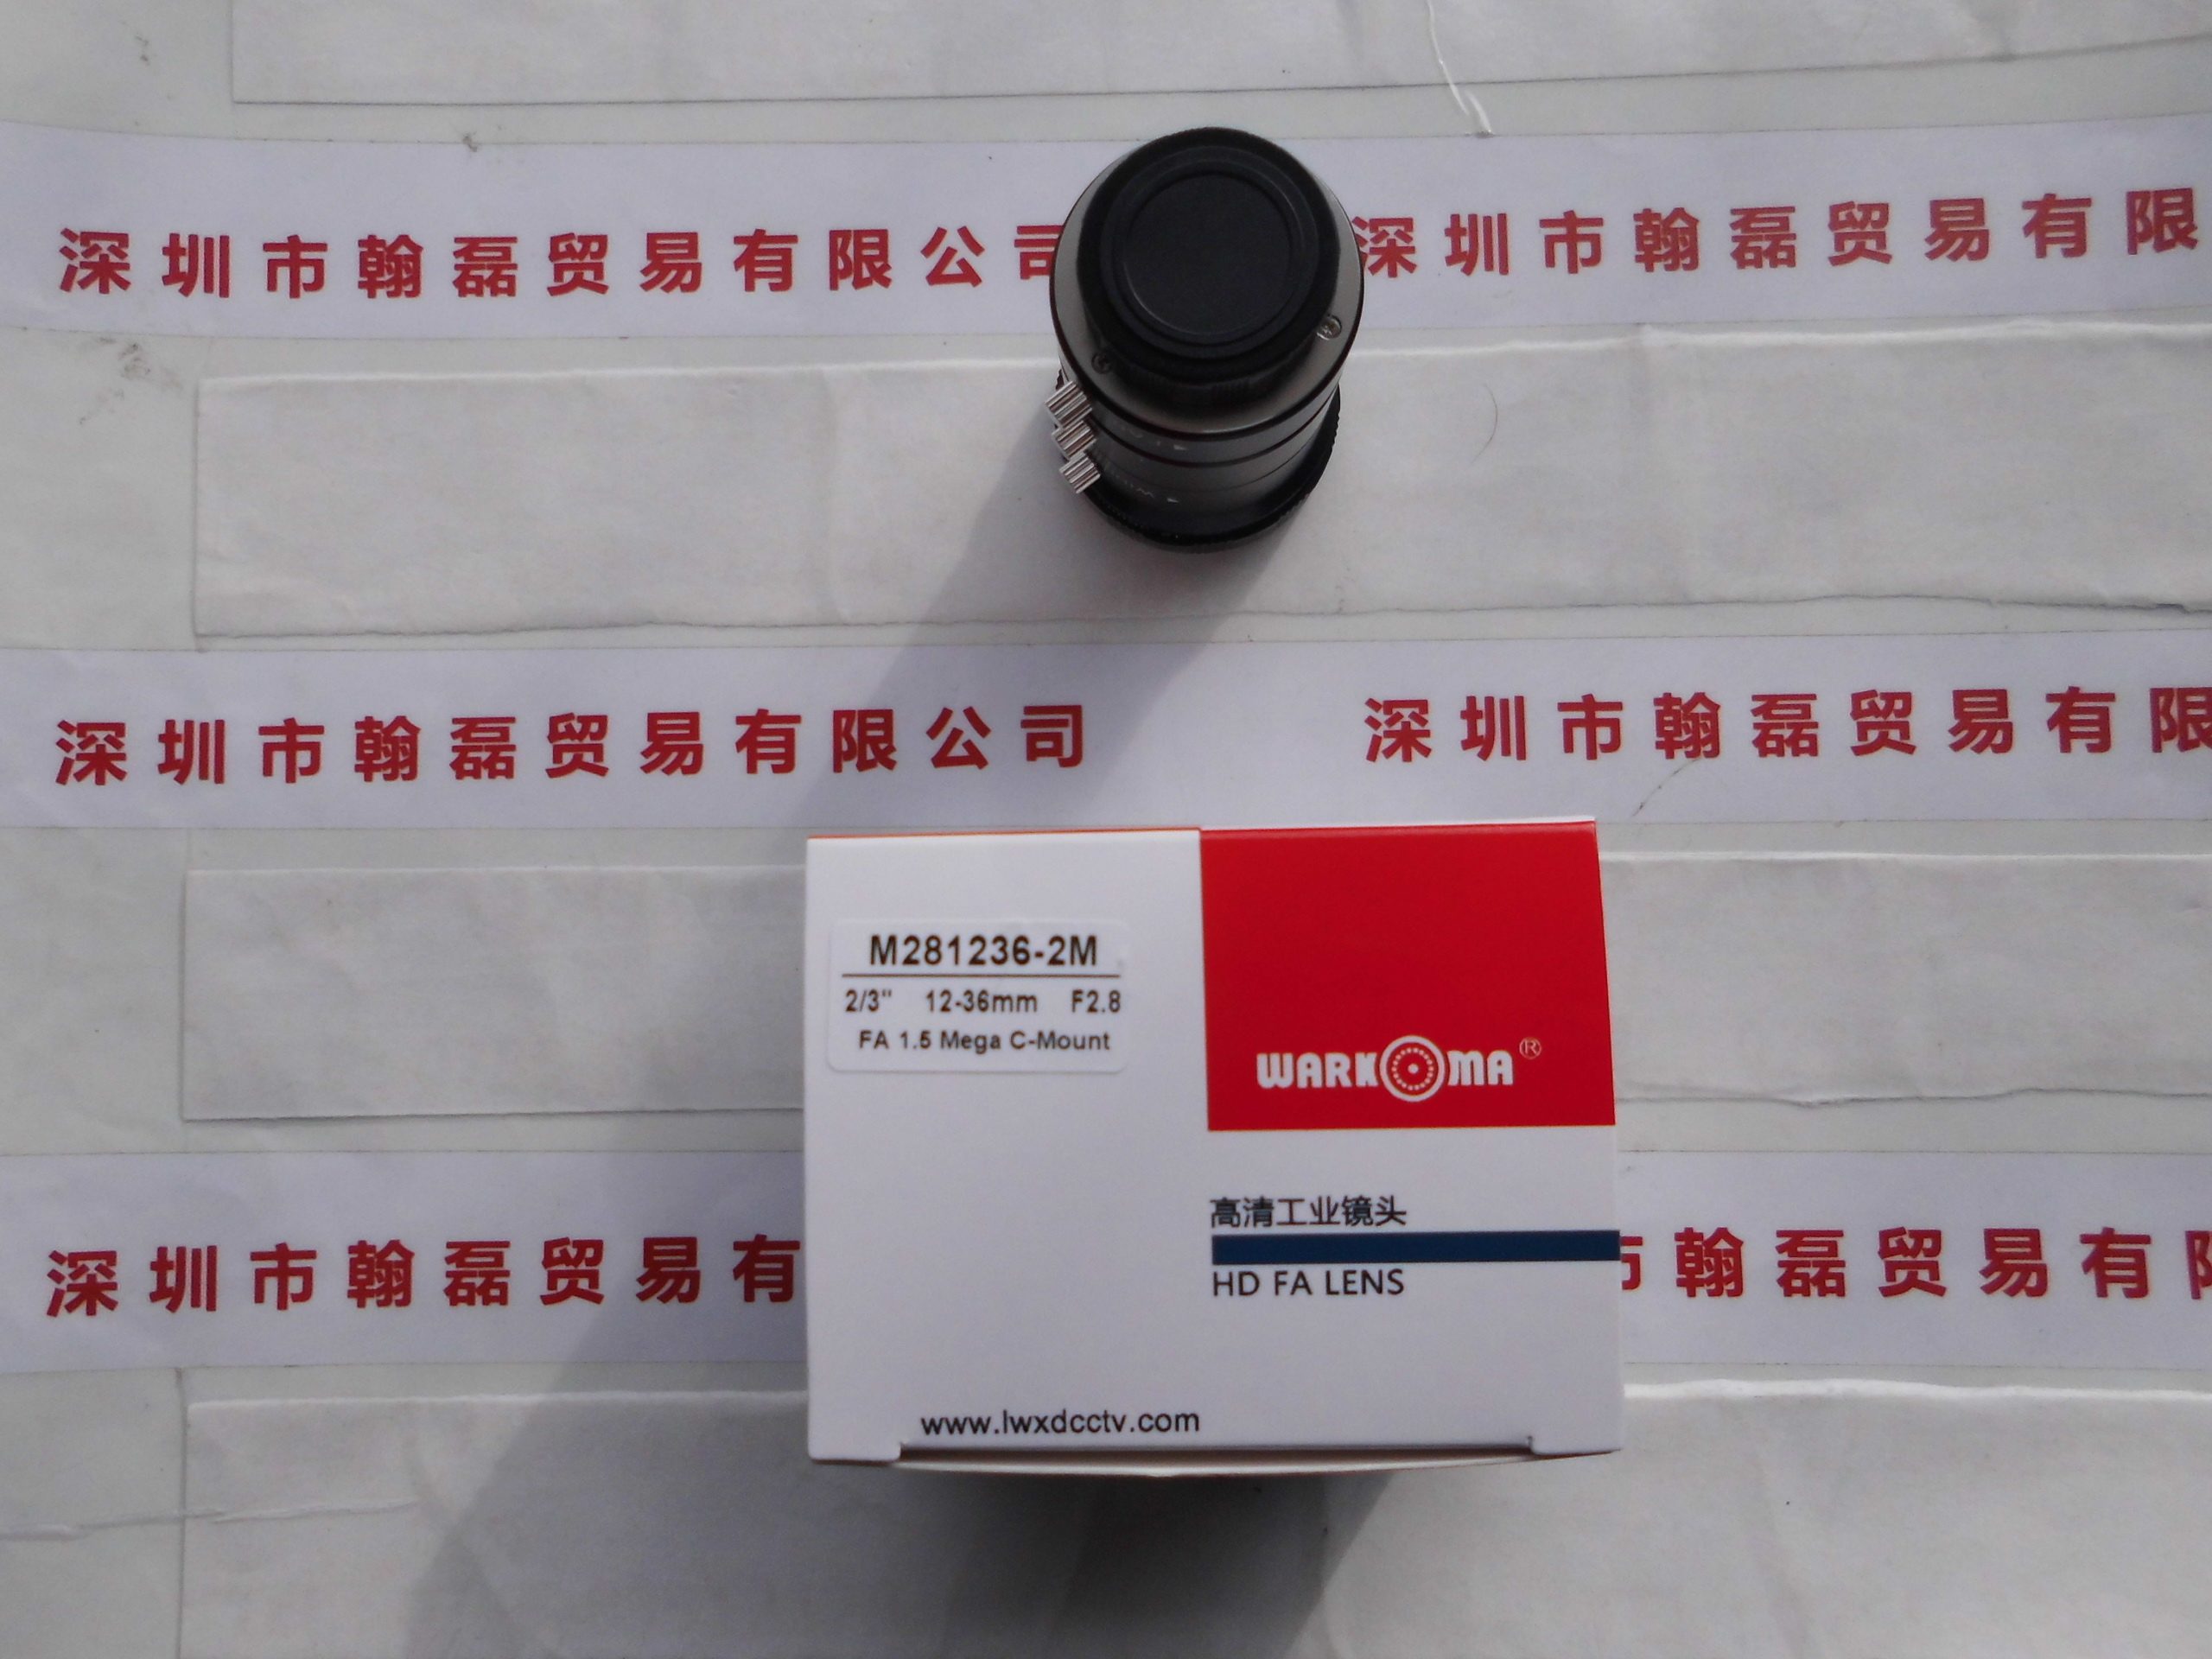 深圳市翰磊贸易有限公司
深圳市翰磊贸易有限
深圳市翰磊贸易有限公司
深圳市翰磊贸易有限
M281236-2M
2/3" 12-36mm F2.8
FA 1.5 Mega C-Mount
WARKOMA®
深圳市翰磊贸易有
市翰磊贸易有
高清工业镜头
HD FA LENS
www.lwxdcctv.com